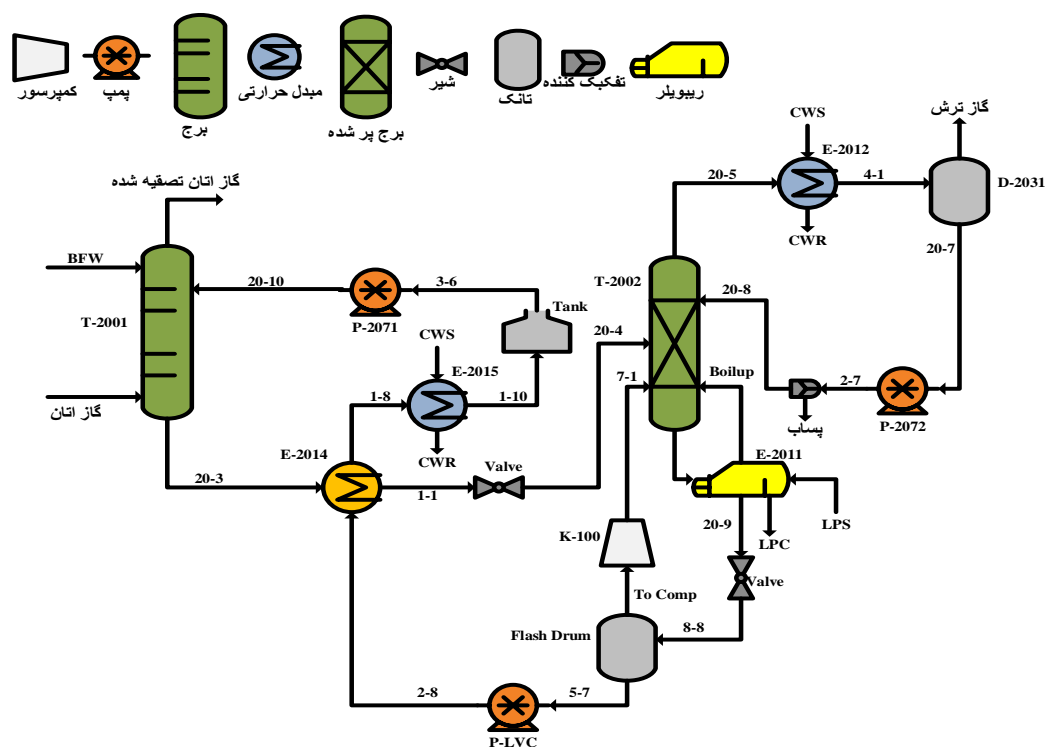 کمپرسور
پمپ
برج
مبدل حرارتی
برج پر شده
شیر
تانک
تفکیک کننده
ریبویلر
گاز اتان تصفیه شده
BFW
T-2001
گاز اتان
20-10
P-2071
3-6
Tank
CWS
E-2015
1-8
1-10
CWR
E-2014
20-3
1-1
Valve
20-4
7-1
T-2002
20-5
CWS
E-2012
CWR
4-1
گاز ترش
D-2031
20-7
20-8
2-7
P-2072
پساب
Boilup
E-2011
20-9
LPC
LPS
Valve
K-100
To Comp
Flash Drum
8-8
5-7
2-8
P-LVC